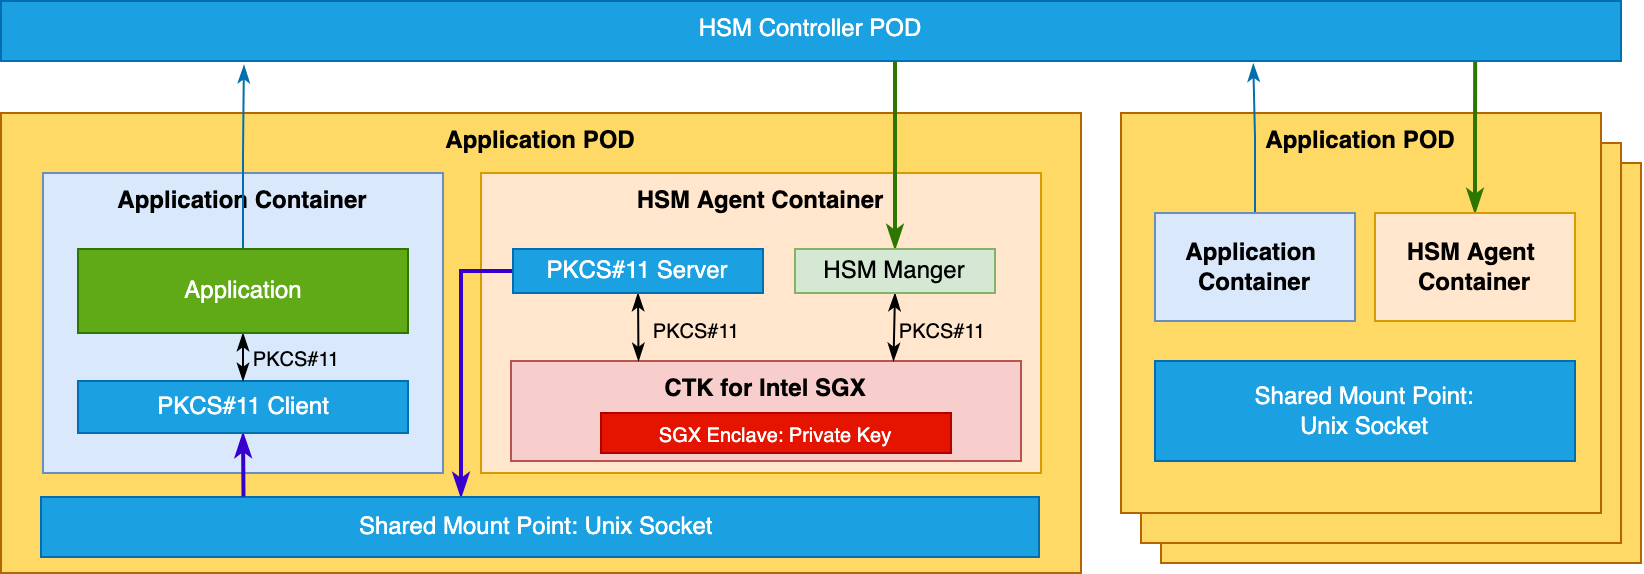 HSM Controller POD
Application POD
Application Container
HSM Agent Container
Application
PKCS#11
PKCS#11 Client
PKCS#11 Server
HSM Manger
PKCS#11
PKCS#11
CTK for Intel SGX
SGX Enclave: Private Key
Shared Mount Point: Unix Socket
Application POD
Application
Container
HSM Agent
Container
Shared Mount Point:
Unix Socket